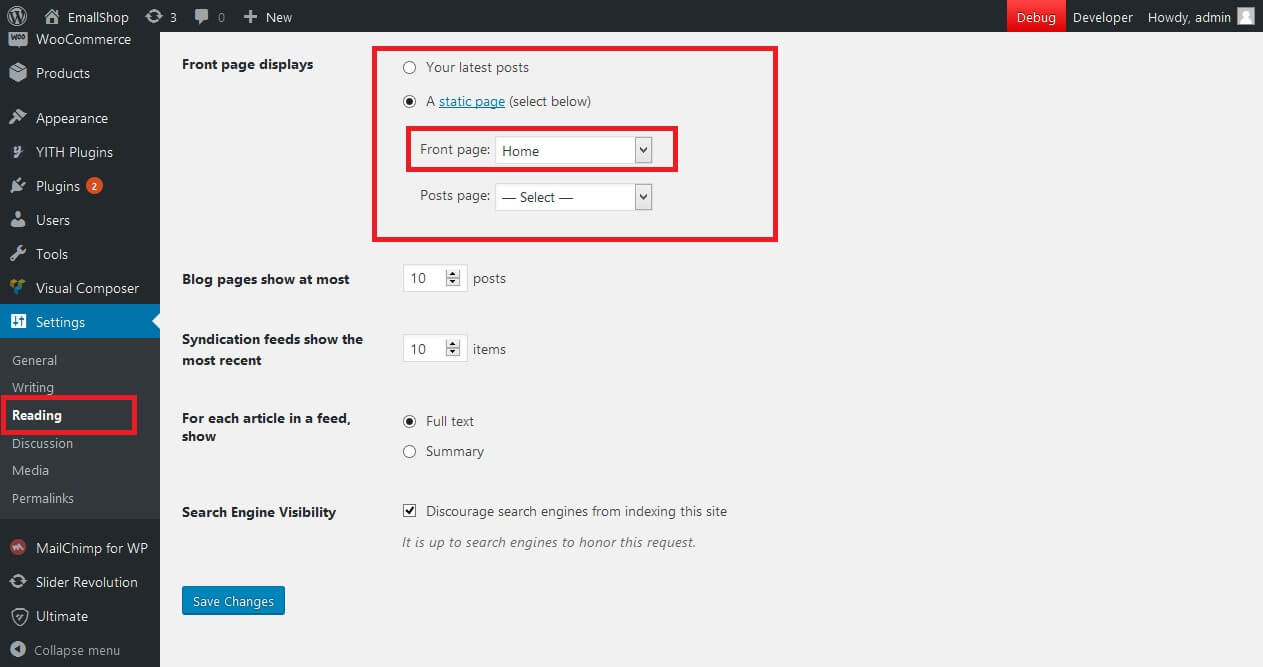 EmallShop 3 0 New Debug Developer Howdy, admin
WooCommerce
Products
Appearance
YITH Plugins
Plugins 2
Users
Tools
Visual Composer
Settings
General
Writing
Reading
Discussion
Media
Permalinks
MailChimp for WP
Slider Revolution
Ultimate
Collapse menu
Front page displays
Your latest posts
A static page (select below)
Front page: Home
Posts page: — Select —
Blog pages show at most
10 posts
Syndication feeds show the
most recent
10 items
For each article in a feed,
show
Full text
Summary
Search Engine Visibility
Discourage search engines from indexing this site
It is up to search engines to honor this request.
Save Changes